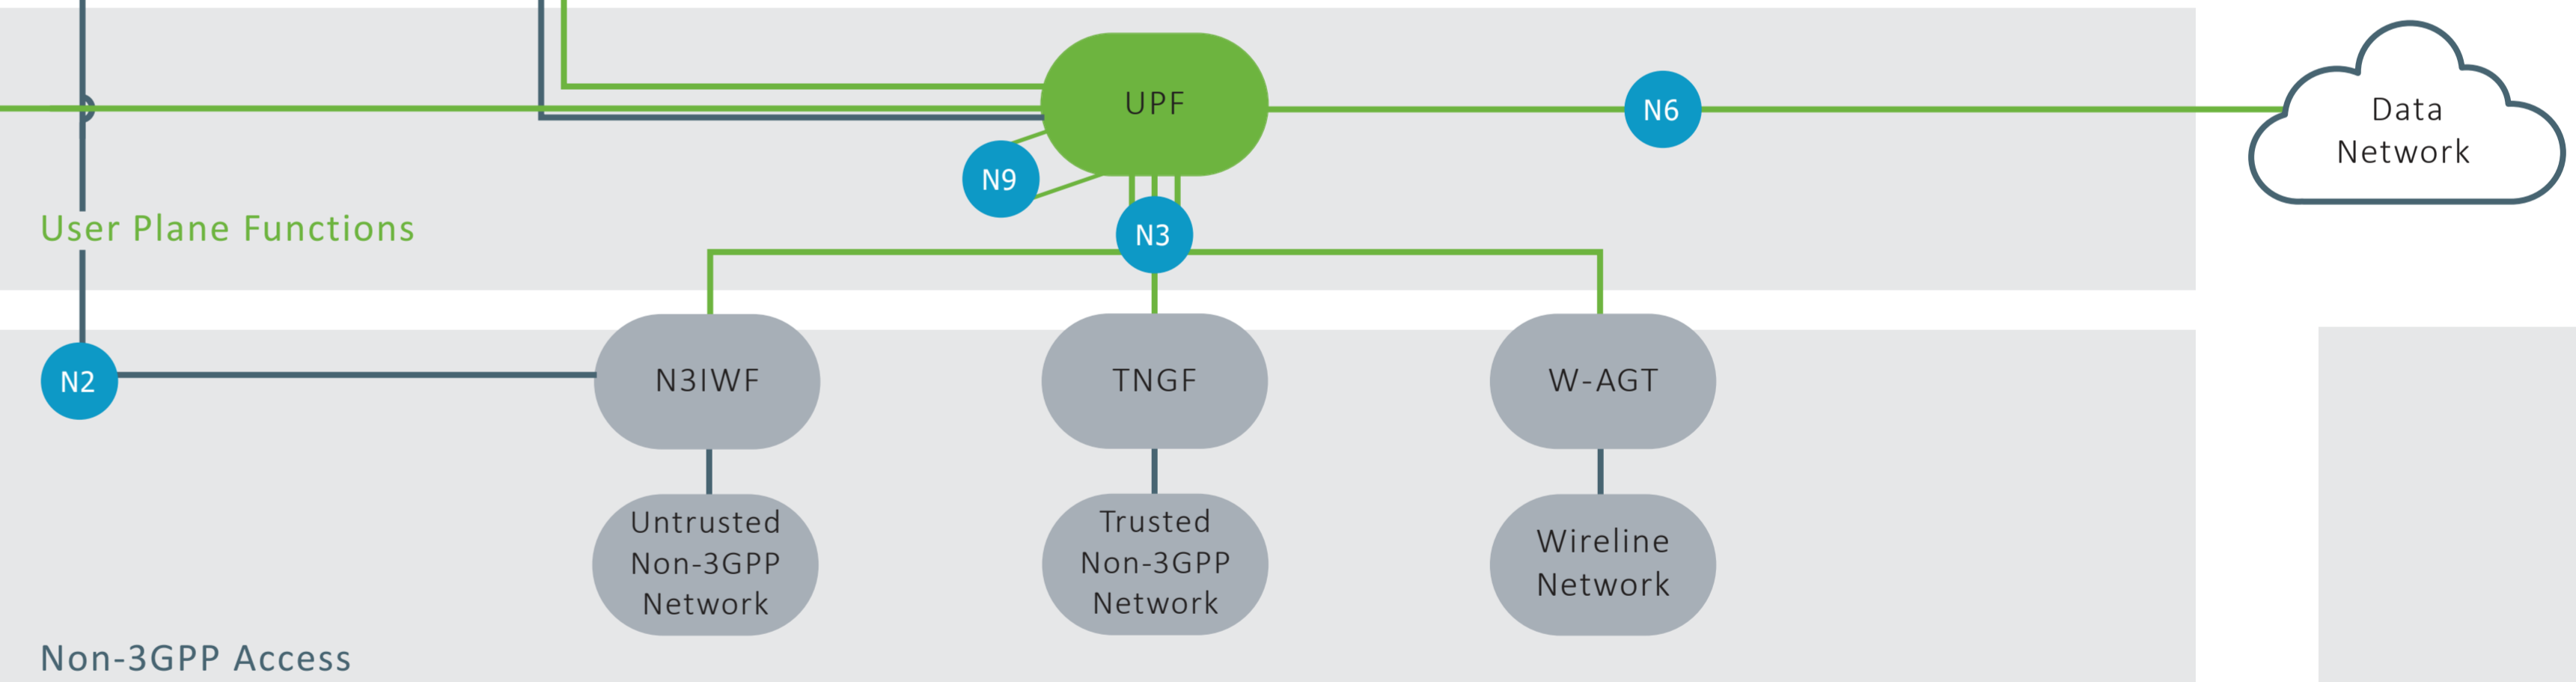 UPF
N6
Data
Network
N9
User Plane Functions
N3
N2
N3IWF
TNGF
W-AGT
Untrusted
Non-3GPP
Network
Trusted
Non-3GPP
Network
Wireline
Network
Non-3GPP Access